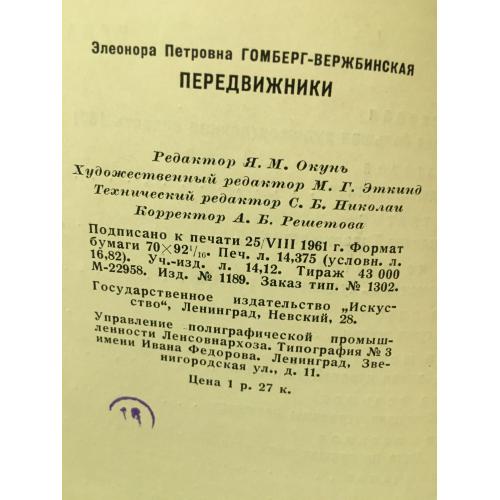 Элеонора Петровна ГОМБЕРГ-ВЕРЖБИНСКАЯ
ПЕРЕДВИЖНИКИ
Редактор Я. М. Окунь
Художественный редактор М. Г. Эткинд
Технический редактор С. Б. Николаи
Корректор А. Б. Решетова
Подписано к печати 25/VIII 1961 г. Формат
бумаги 70×92¹/₁₆. Печ. л. 14,375 (условн. л.
16,82). Уч.-изд. л. 14,12. Тираж 43 000
М-22958. Изд. № 1189. Заказ тип. № 1302.
Государственное издательство „Искус-
ство“, Ленинград, Невский, 28.
Управление полиграфической промыш-
ленности Ленсовнархоза. Типография № 3
имени Ивана Федорова. Ленинград, Зве-
нигородская ул., д. 11.
Цена 1 р. 27 к.